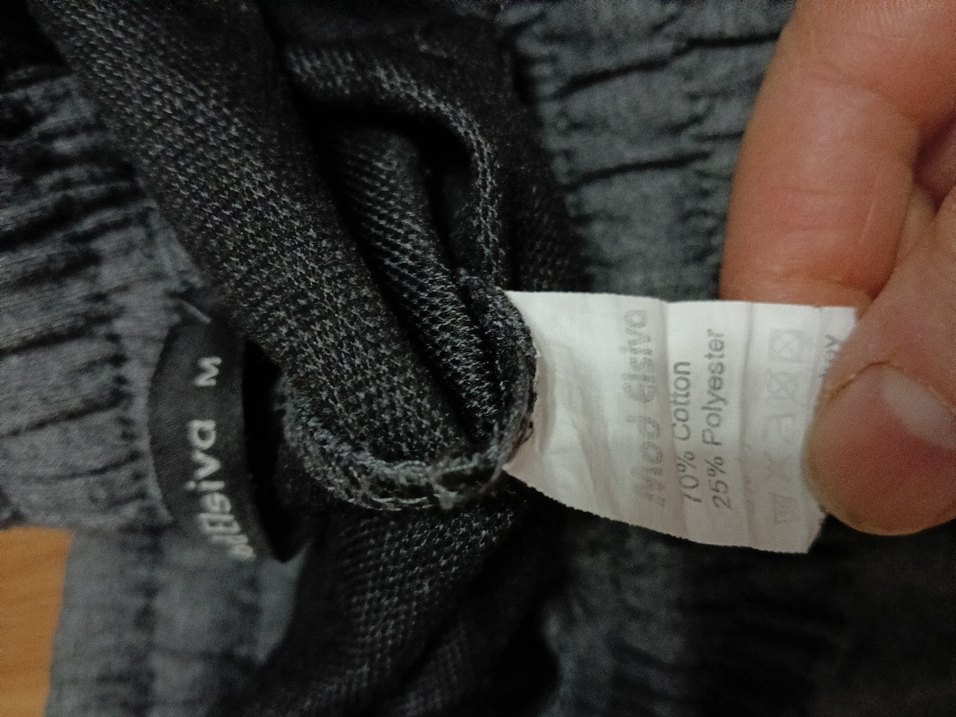 M
Mod Elsiva
70% Cotton
25% Polyester